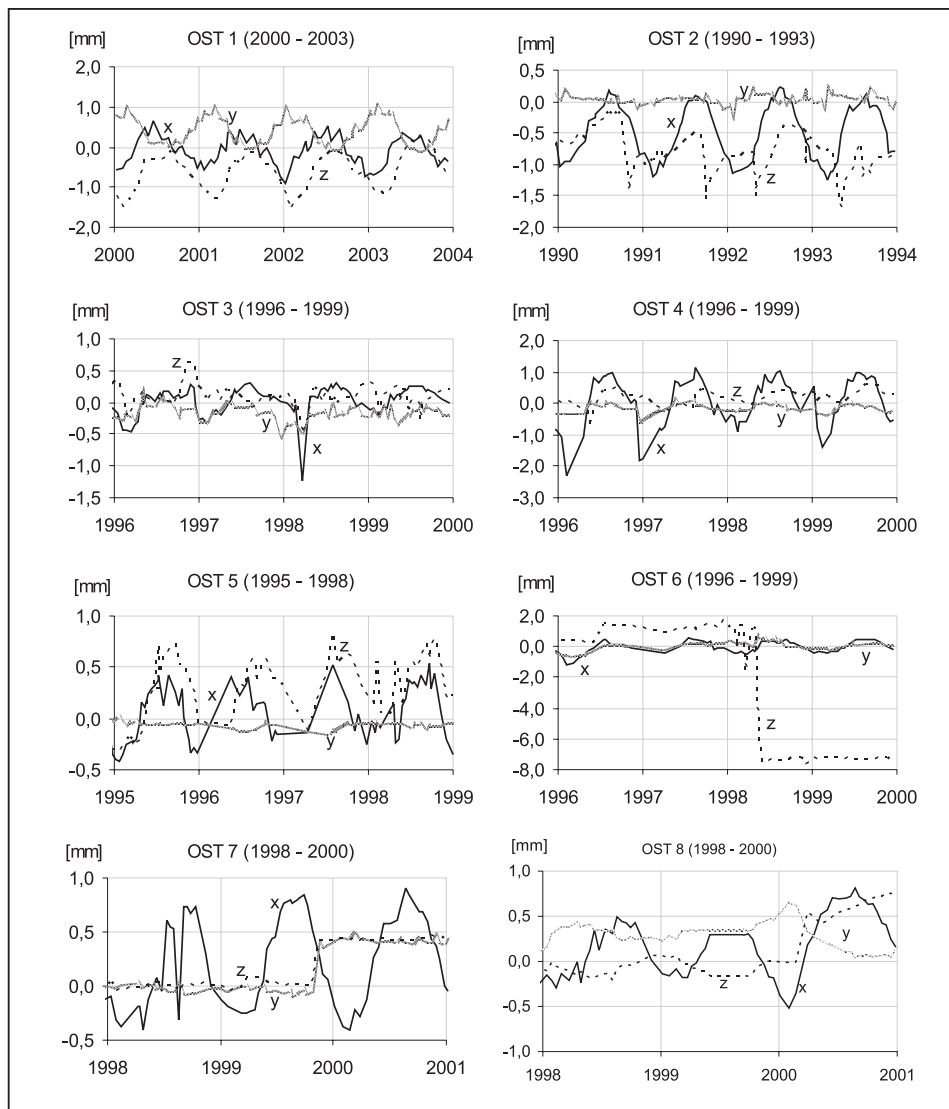 [mm] OST 1 (2000 - 2003)
2,0
1,0
0,0
-1,0
-2,0
x y z
2000 2001 2002 2003 2004
[mm] OST 2 (1990 - 1993)
0,5
0,0
-0,5
-1,0
-1,5
-2,0
y
x
z
1990 1991 1992 1993 1994
[mm] OST 3 (1996 - 1999)
1,0
0,5
0,0
-0,5
-1,0
-1,5
z
y
x
1996 1997 1998 1999 2000
[mm] OST 4 (1996 - 1999)
2,0
1,0
0,0
-1,0
-2,0
-3,0
z
y
x
1996 1997 1998 1999 2000
[mm] OST 5 (1995 - 1998)
1,0
0,5
0,0
-0,5
z
x
y
1995 1996 1997 1998 1999
[mm] OST 6 (1996 - 1999)
2,0
0,0
-2,0
-4,0
-6,0
-8,0
x
y
z
1996 1997 1998 1999 2000
[mm] OST 7 (1998 - 2000)
1,0
0,5
0,0
-0,5
x
z
y
1998 1999 2000 2001
[mm] OST 8 (1998 - 2000)
1,0
0,5
0,0
-0,5
-1,0
y
z
x
1998 1999 2000 2001